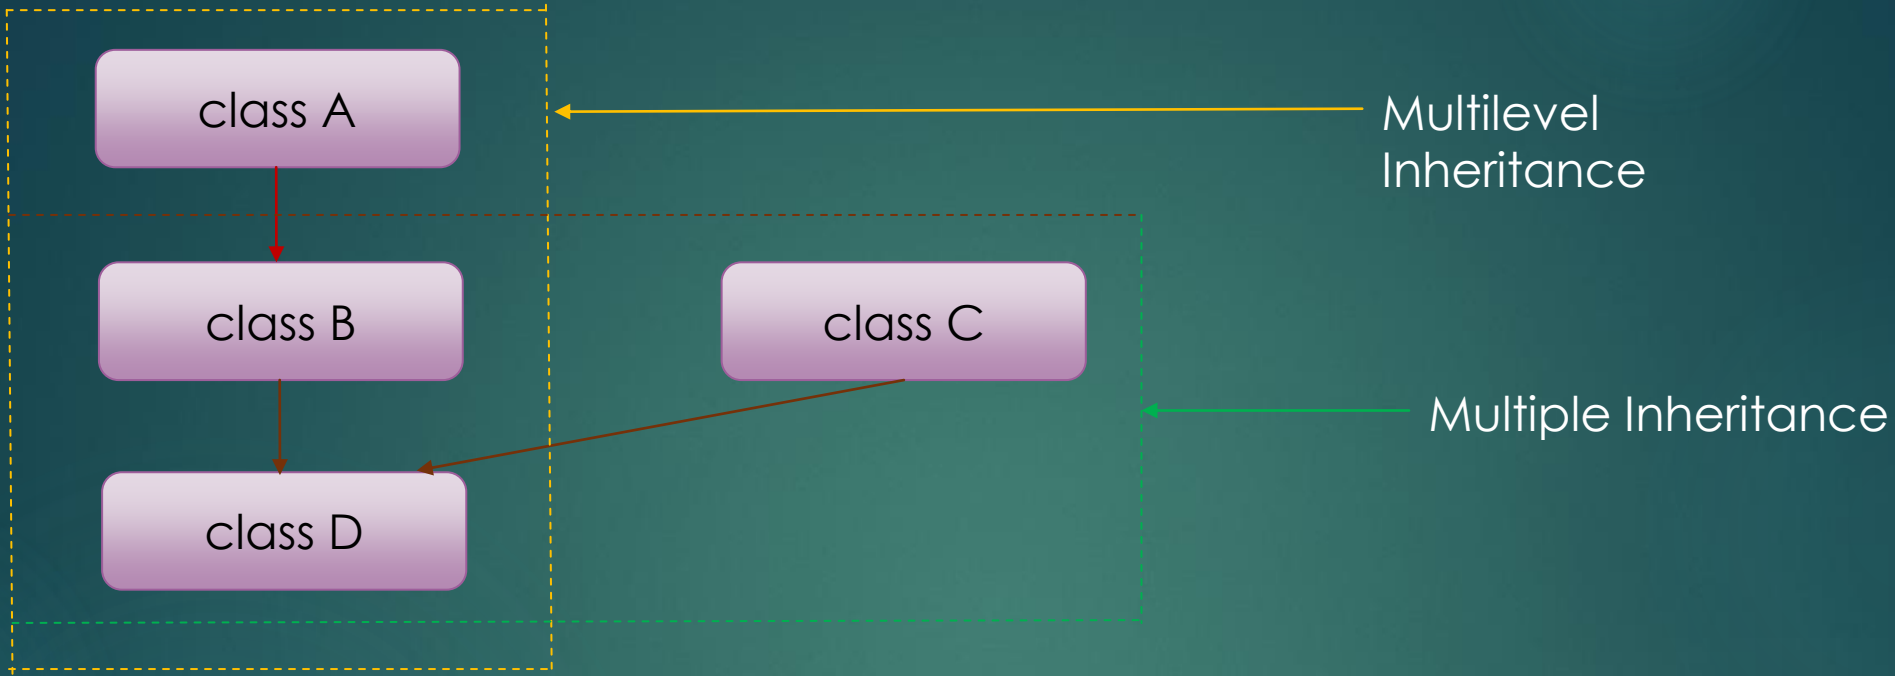 class A
Multilevel
Inheritance
class B
class C
Multiple Inheritance
class D